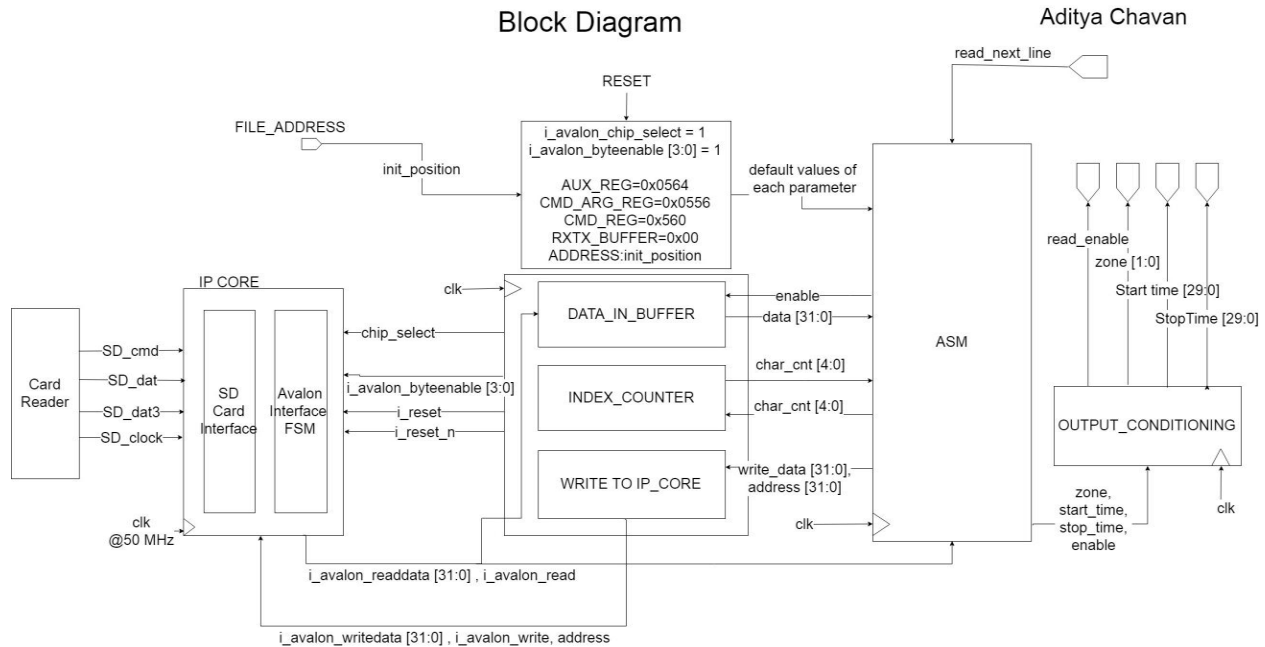 Block Diagram
Aditya Chavan
read_next_line
RESET
FILE_ADDRESS
init_position
i_avalon_chip_select = 1
i_avalon_byteenable [3:0] = 1
AUX_REG=0x0564
CMD_ARG_REG=0x0556
CMD_REG=0x560
RXTX_BUFFER=0x00
ADDRESS:init_position
default values of
each parameter
read_enable
zone [1:0]
Start time [29:0]
StopTime [29:0]
IP CORE
clk
DATA_IN_BUFFER
enable
data [31:0]
ASM
Card
Reader
SD_cmd
SD_dat
SD_dat3
SD_clock
SD
Card
Interface
Avalon
Interface
FSM
chip_select
i_avalon_byteenable [3:0]
i_reset
i_reset_n
INDEX_COUNTER
char_cnt [4:0]
char_cnt [4:0]
OUTPUT_CONDITIONING
WRITE TO IP_CORE
write_data [31:0],
address [31:0]
clk
@50 MHz
clk
zone,
start_time,
stop_time,
enable
clk
i_avalon_readdata [31:0] , i_avalon_read
i_avalon_writedata [31:0] , i_avalon_write, address